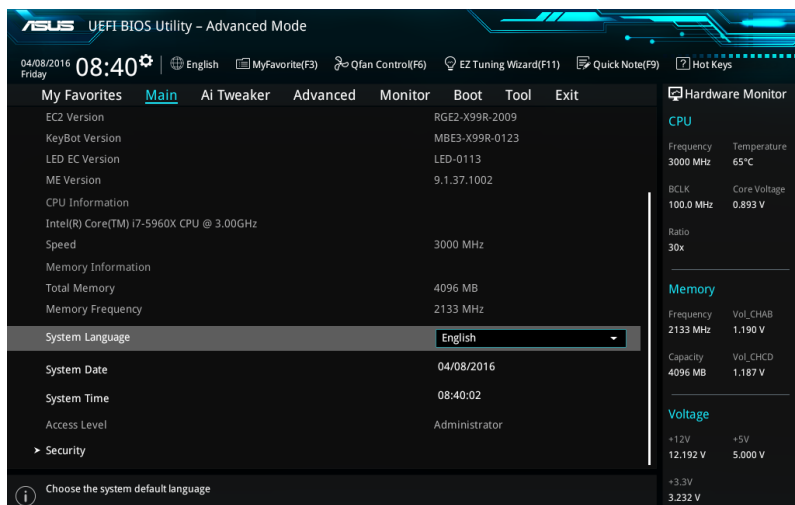 ASUS UEFI BIOS Utility – Advanced Mode
04/08/2016 Friday 08:40 English MyFavorite(F3) Qfan Control(F6) EZ Tuning Wizard(F11) Quick Note(F9) ? Hot Keys
My Favorites Main Ai Tweaker Advanced Monitor Boot Tool Exit
EC2 Version RGE2-X99R-2009
KeyBot Version MBE3-X99R-0123
LED EC Version LED-0113
ME Version 9.1.37.1002
CPU Information
Intel(R) Core(TM) i7-5960X CPU @ 3.00GHz
Speed 3000 MHz
Memory Information
Total Memory 4096 MB
Memory Frequency 2133 MHz
System Language English
System Date 04/08/2016
System Time 08:40:02
Access Level Administrator
Security
i Choose the system default language
Hardware Monitor
CPU
Frequency Temperature
3000 MHz 65°C
BCLK Core Voltage
100.0 MHz 0.893 V
Ratio
30x
Memory
Frequency Vol_CHAB
2133 MHz 1.190 V
Capacity Vol_CHCD
4096 MB 1.187 V
Voltage
+12V +5V
12.192 V 5.000 V
+3.3V
3.232 V